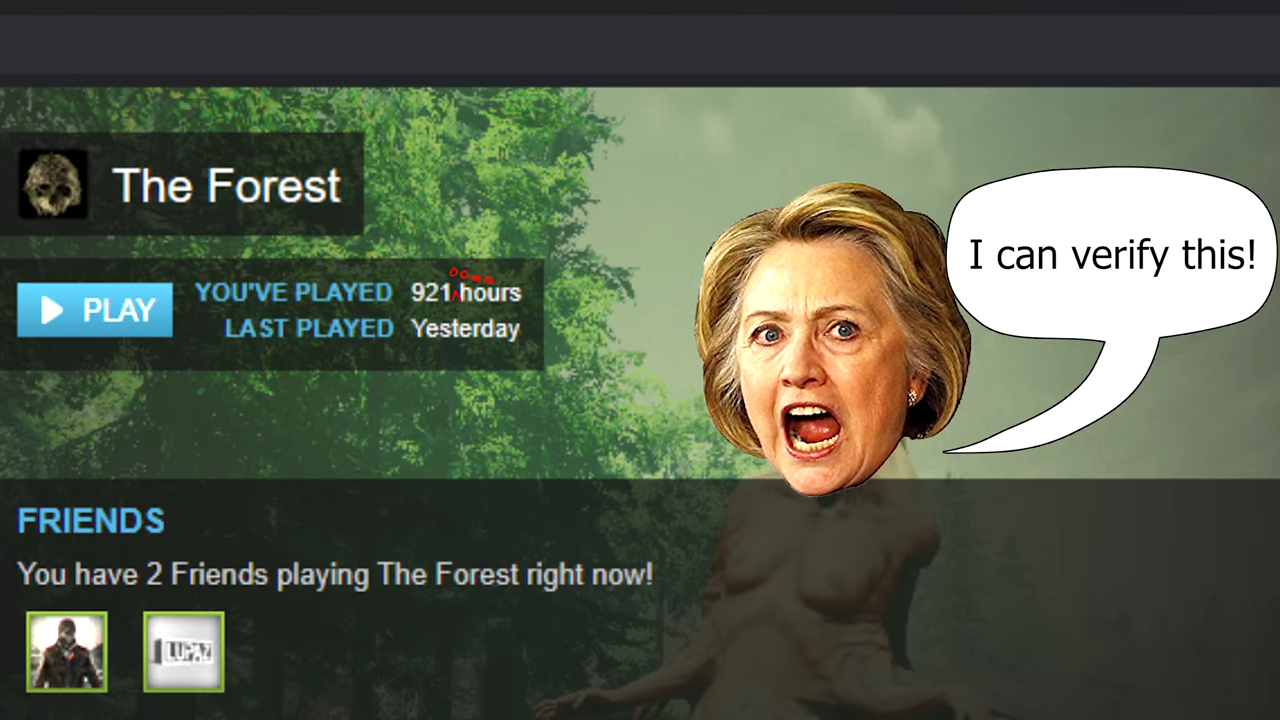 The Forest
I can verify this!
PLAY
YOU'VE PLAYED 921 hours
LAST PLAYED Yesterday
FRIENDS
You have 2 Friends playing The Forest right now!
LUPAZ